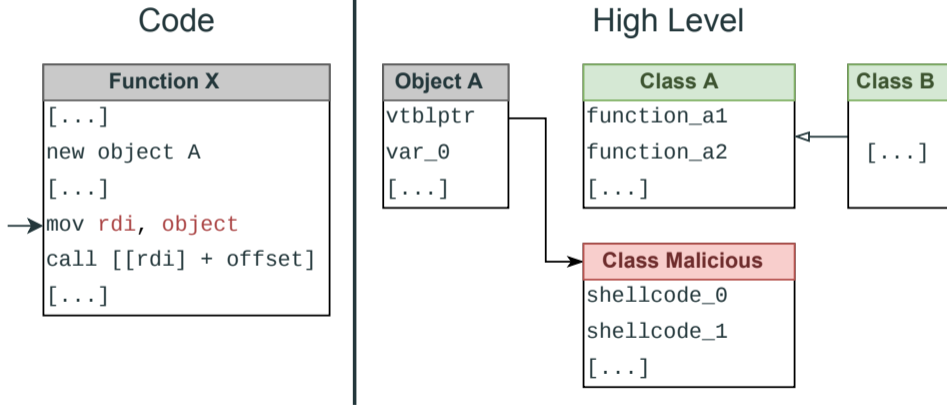 Code
Function X
[...]
new object A
[...]
mov rdi, object
call [[rdi] + offset]
[...]
High Level
Object A
vtblptr
var_0
[...]
Class A
function_a1
function_a2
[...]
Class B
[...]
Class Malicious
shellcode_0
shellcode_1
[...]